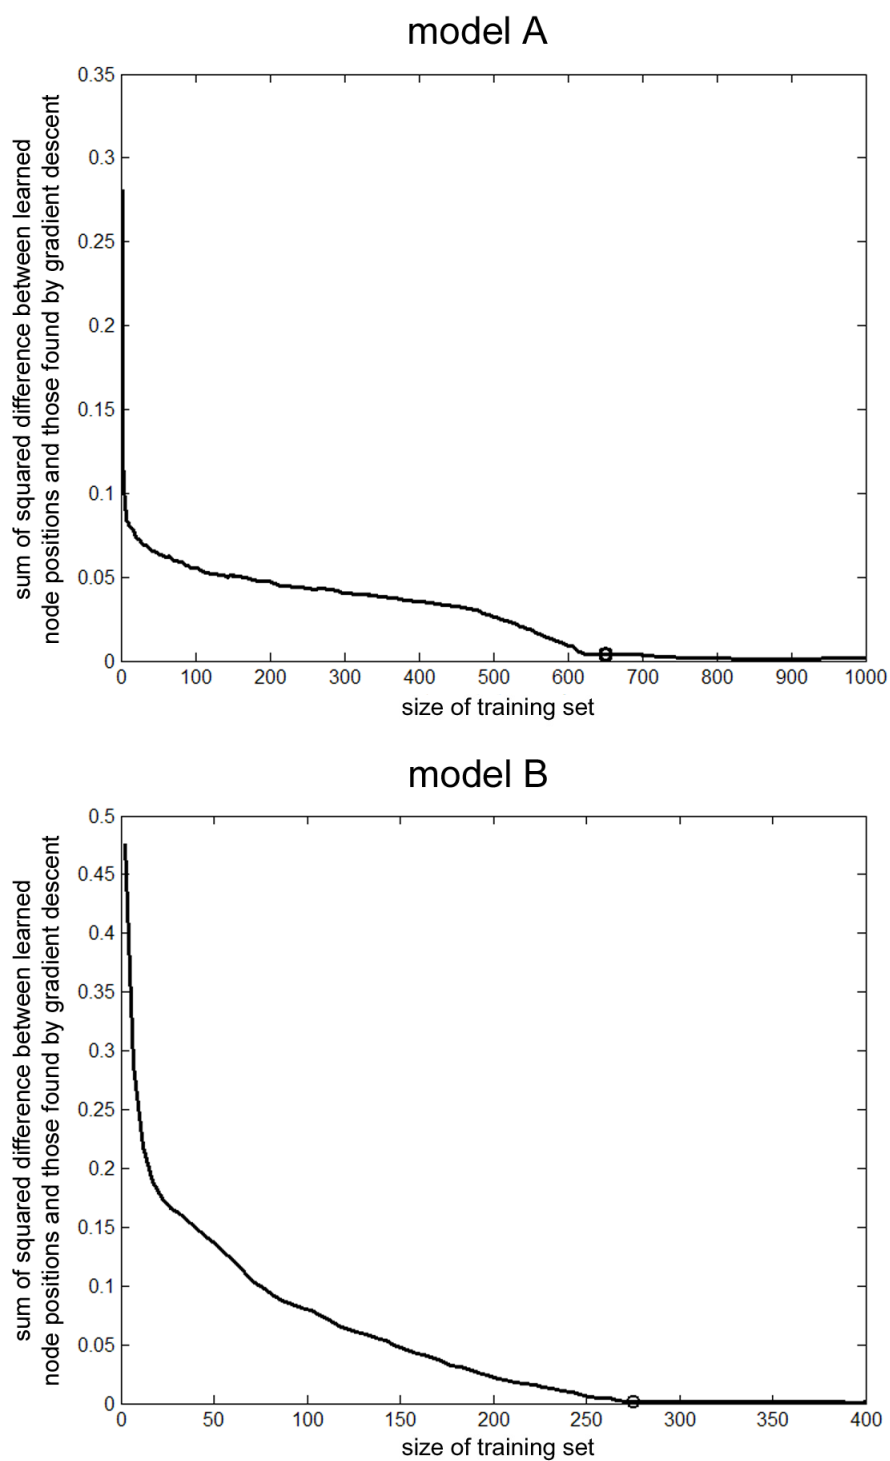 model A
sum of squared difference between learned
node positions and those found by gradient descent
0.35
0.3
0.25
0.2
0.15
0.1
0.05
0
0 100 200 300 400 500 600 700 800 900 1000
size of training set
model B
sum of squared difference between learned
node positions and those found by gradient descent
0.5
0.45
0.4
0.35
0.3
0.25
0.2
0.15
0.1
0.05
0
0 50 100 150 200 250 300 350 400
size of training set